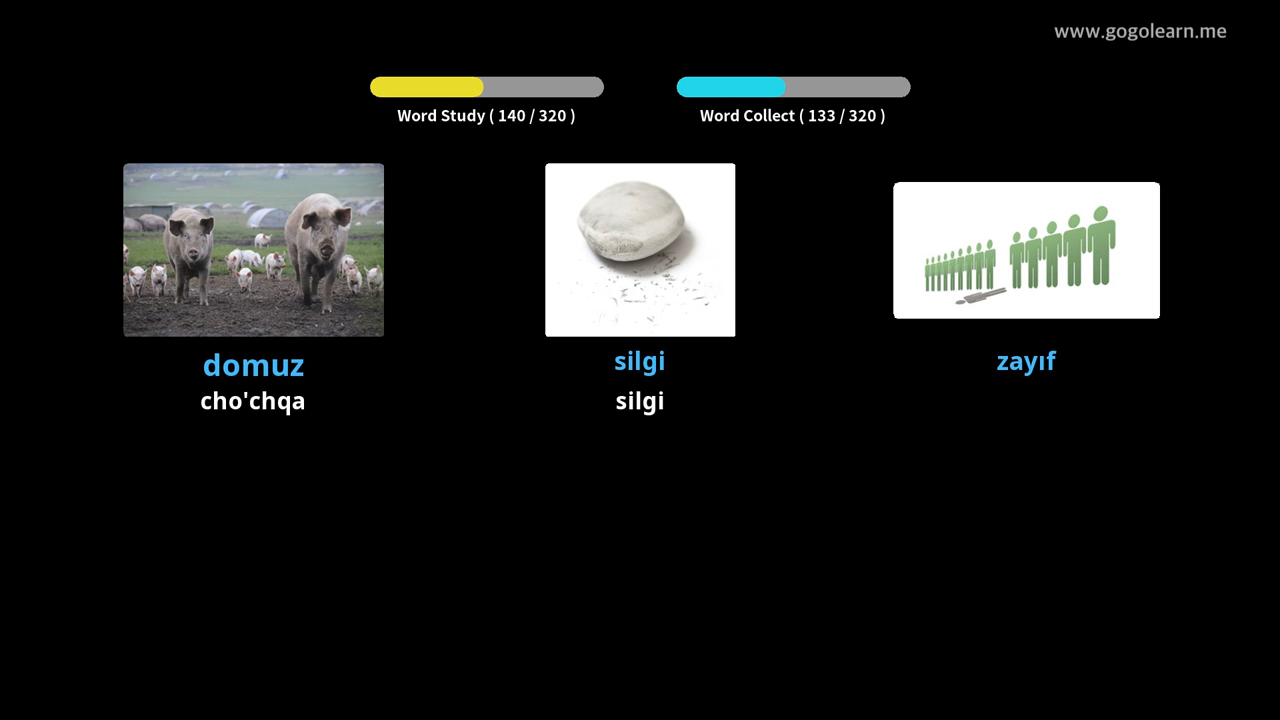 www.gogolearn.me
Word Study ( 140 / 320 )
Word Collect ( 133 / 320 )
domuz
cho'chqa
silgi
silgi
zayıf